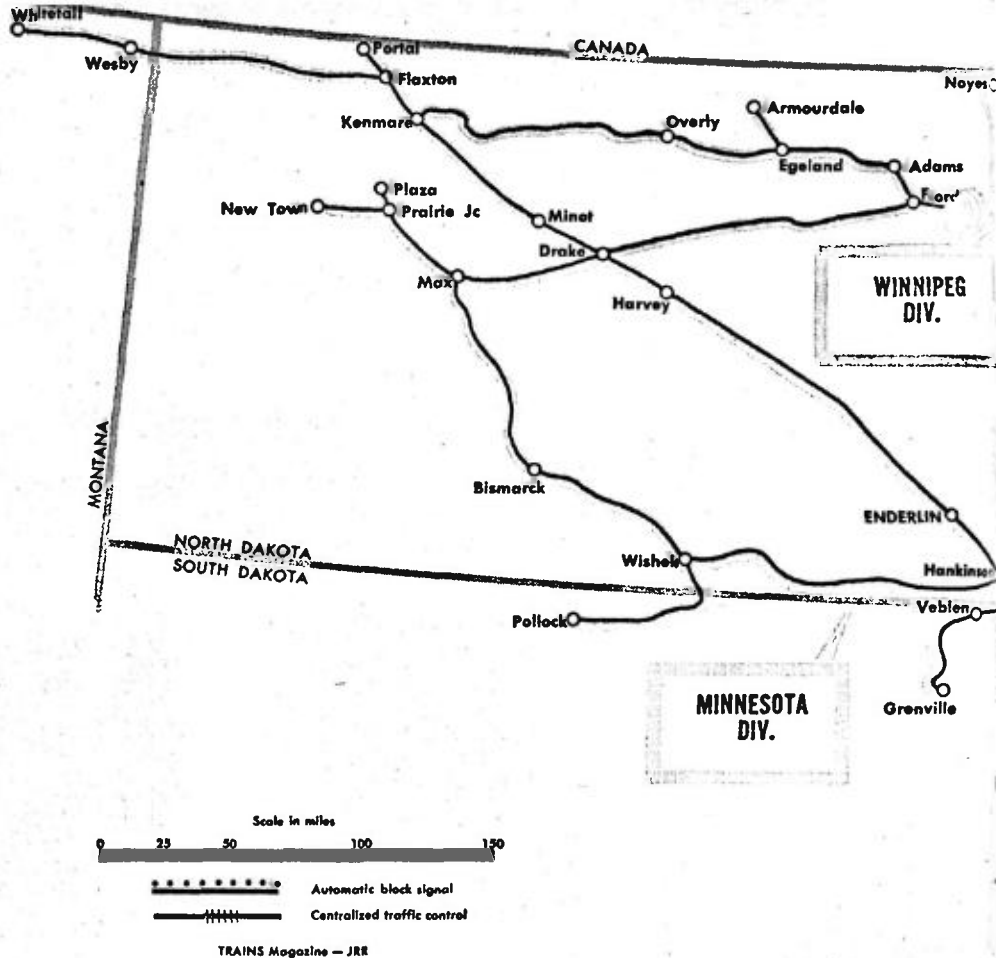 Whitetail
CANADA
Portal
Wesby
Flaxton
Noyes
Kenmare
Armourdale
Overly
Egeland
Adams
Plaza
New Town
Prairie Jc
Ford
Minot
Drake
Max
Harvey
WINNIPEG
DIV.
MONTANA
Bismarck
ENDERLIN
NORTH DAKOTA
SOUTH DAKOTA
Wishek
Hankinson
Pollock
Veblen
MINNESOTA
DIV.
Grenville
Scale in miles
0 25 50 100 150
Automatic block signal
Centralized traffic control
TRAINS Magazine — JRR